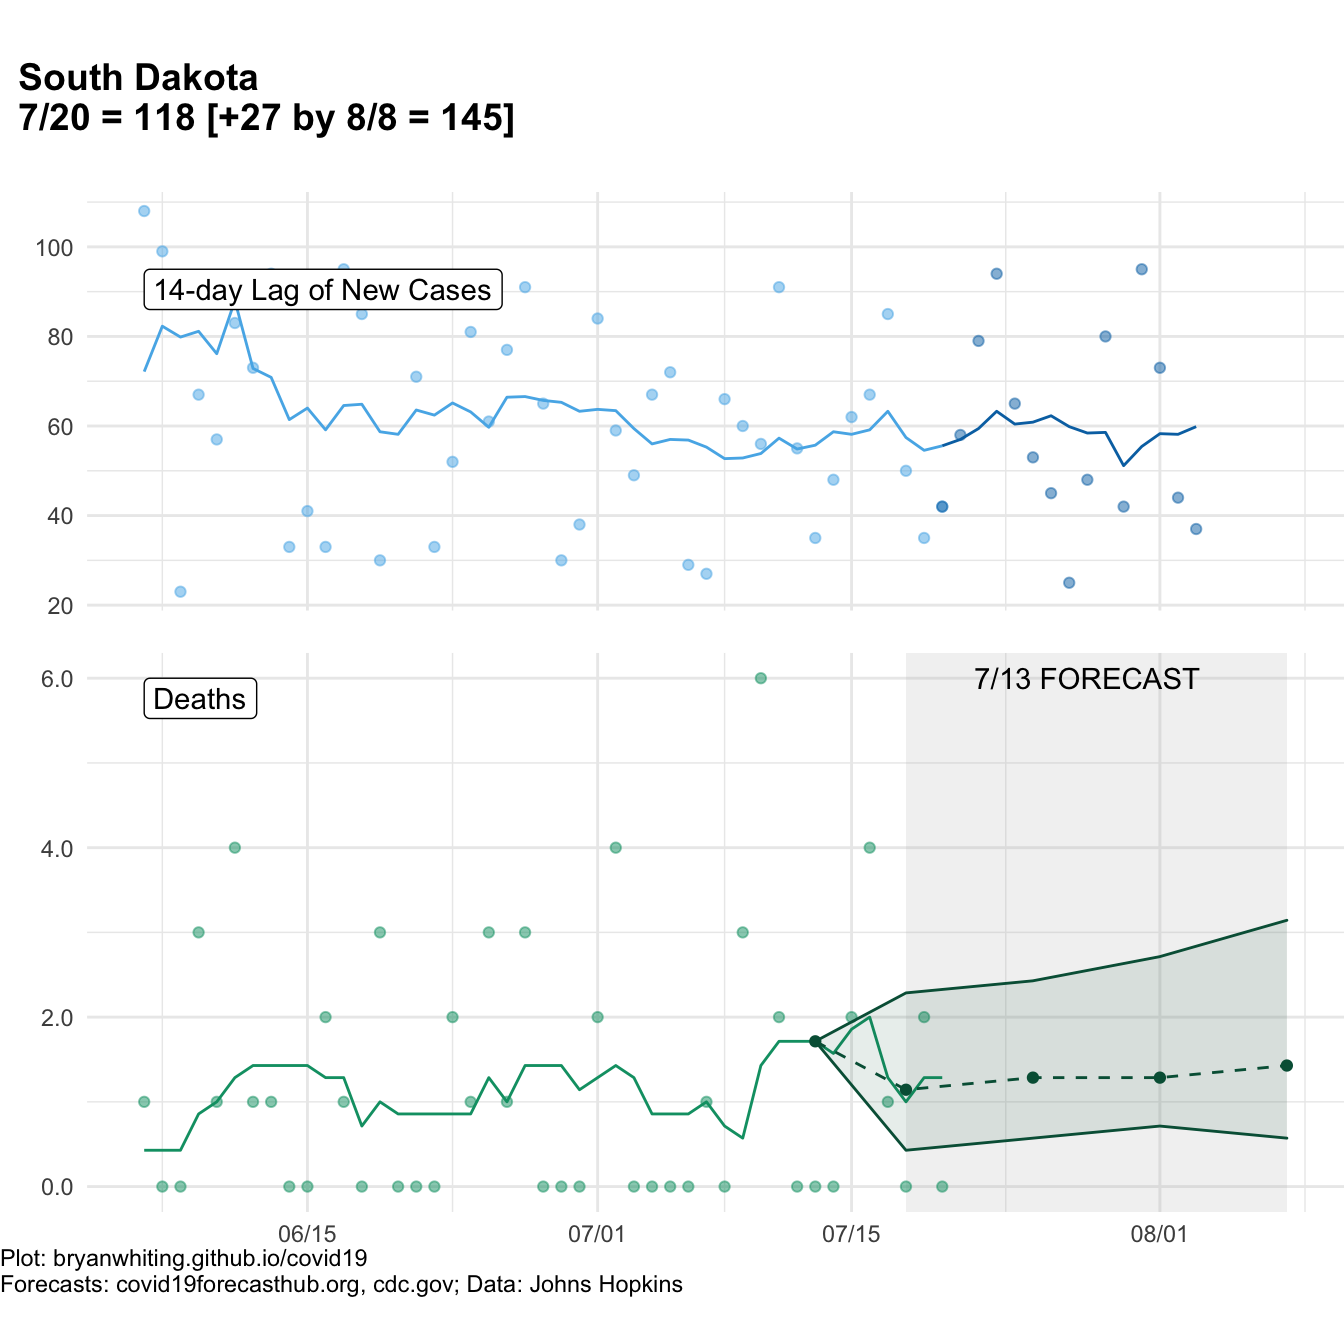 South Dakota
7/20 = 118 [+27 by 8/8 = 145]
100
80
60
40
20
14-day Lag of New Cases
6.0
4.0
2.0
0.0
Deaths
7/13 FORECAST
06/15
07/01
07/15
08/01
Plot: bryanwhiting.github.io/covid19
Forecasts: covid19forecasthub.org, cdc.gov; Data: Johns Hopkins